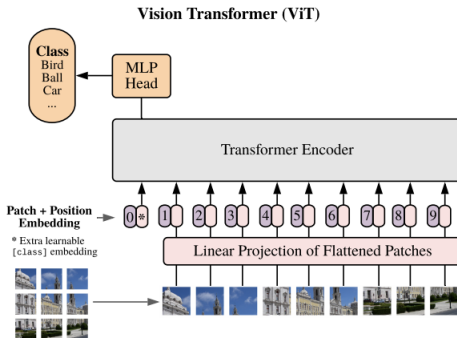 Vision Transformer (ViT)
Class
Bird
Ball
Car
...
MLP
Head
Transformer Encoder
Patch + Position
Embedding
0 * 1 2 3 4 5 6 7 8 9
* Extra learnable
[class] embedding
Linear Projection of Flattened Patches